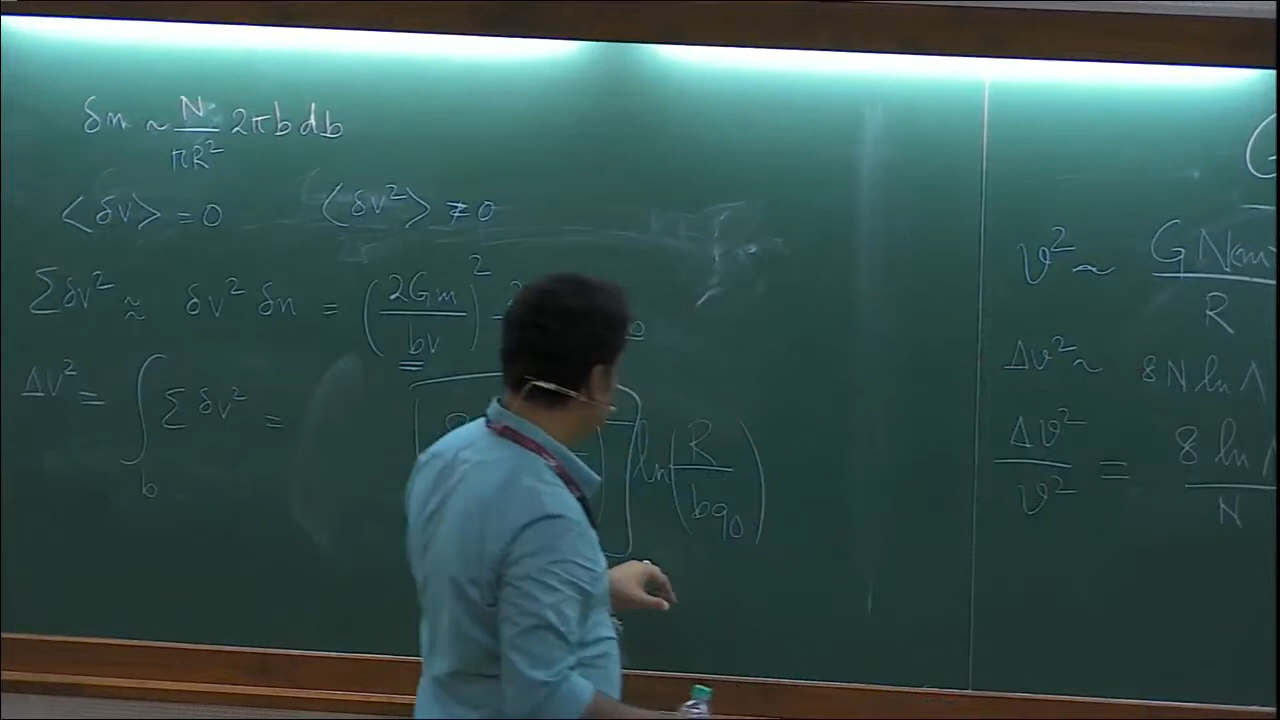 δn ~ N/πR² 2πb db
<δv> = 0    <δv²> ≠ 0
Σδv² ≈ δv² δn = (2Gm/bv)²
Δv² = ∫b Σδv² = ln(R/b90)
v² ~ GNm/R
Δv² ~ 8N ln Λ
Δv²/v² = 8 ln Λ/N